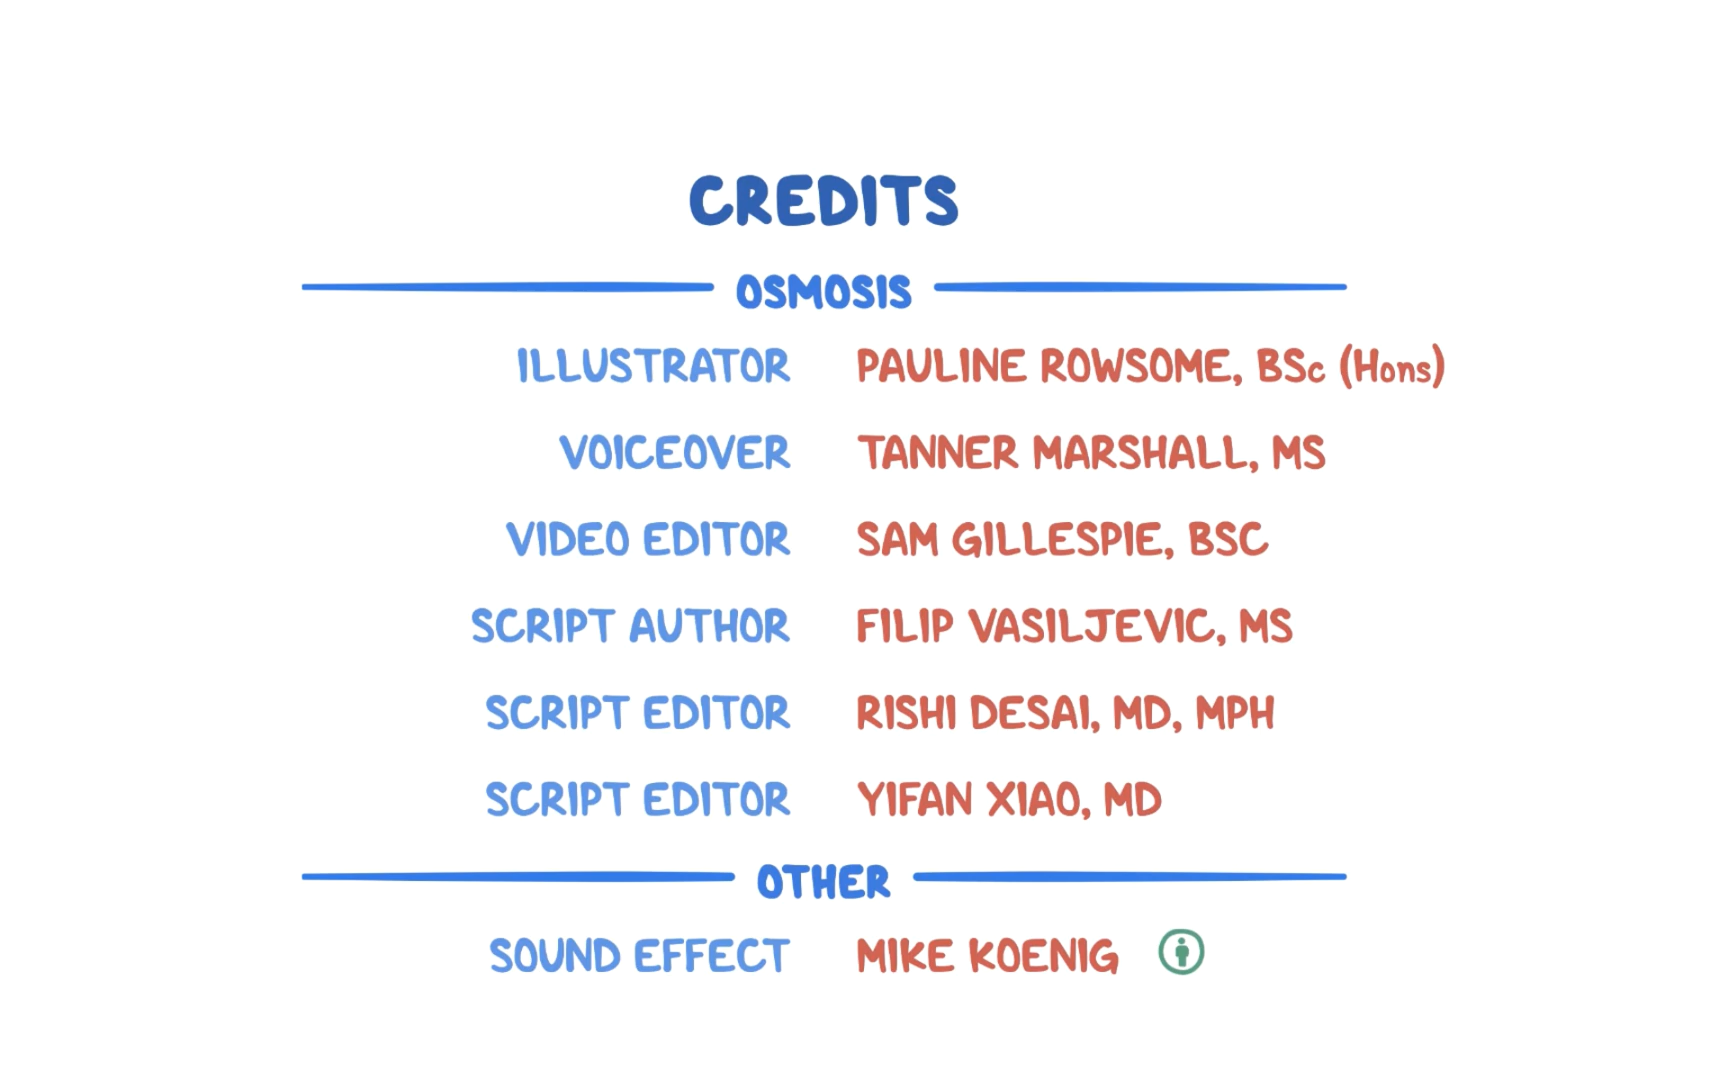 CREDITS
OSMOSIS
ILLUSTRATOR PAULINE ROWSOME, BSc (Hons)
VOICEOVER TANNER MARSHALL, MS
VIDEO EDITOR SAM GILLESPIE, BSC
SCRIPT AUTHOR FILIP VASILJEVIC, MS
SCRIPT EDITOR RISHI DESAI, MD, MPH
SCRIPT EDITOR YIFAN XIAO, MD
OTHER
SOUND EFFECT MIKE KOENIG